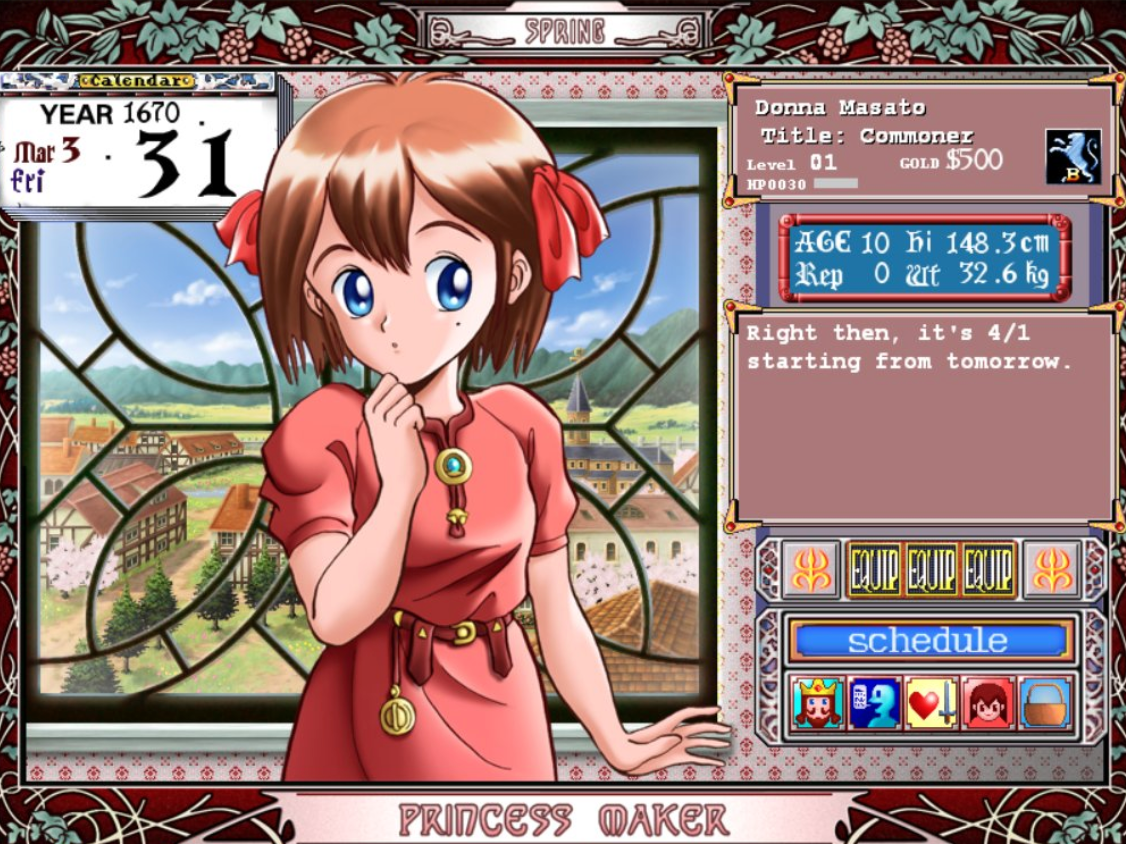 SPRING
Calendar
YEAR 1670 .
Mar 3 . 31
Fri
Donna Masato
Title: Commoner
Level 01 GOLD $500
HP0030
B
AGE 10 Hi 148.3cm
Rep 0 Wt 32.6 kg
Right then, it's 4/1
starting from tomorrow.
EQUIP EQUIP EQUIP
schedule
PRINCESS MAKER